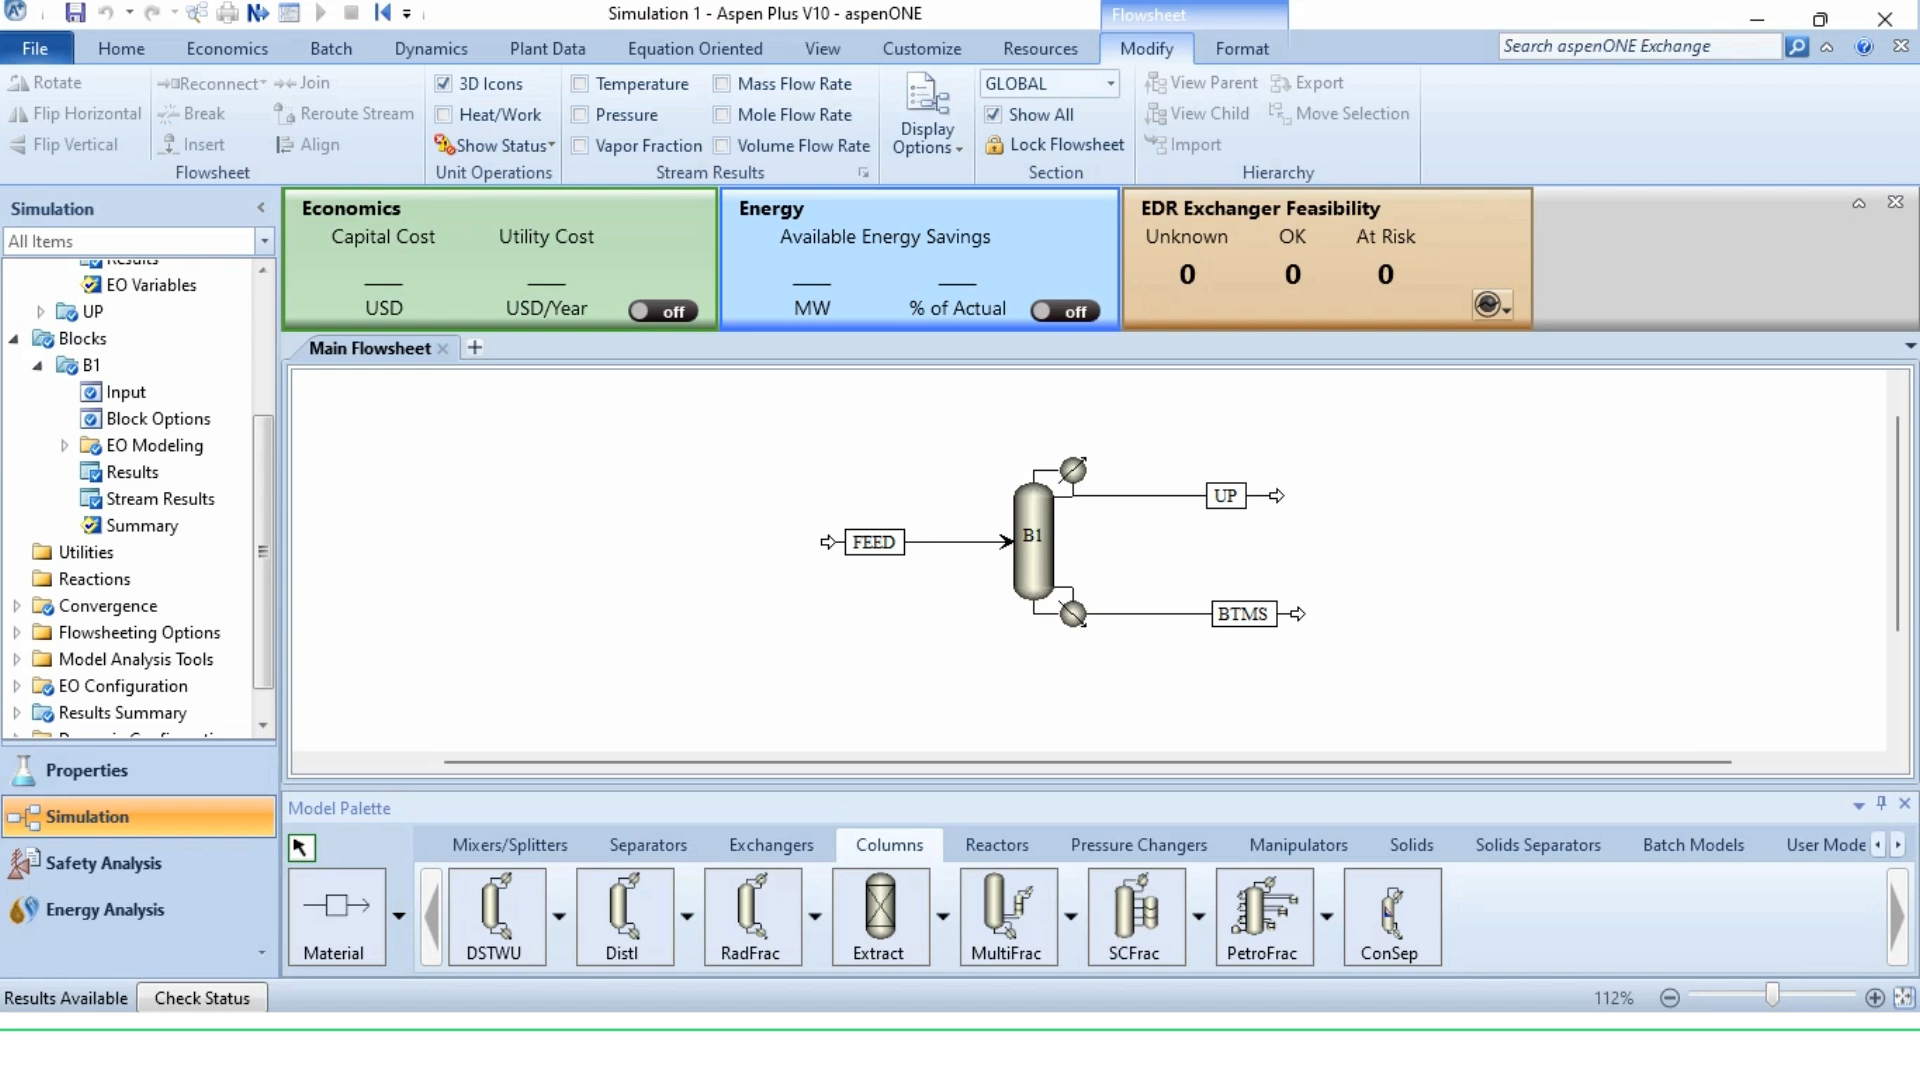 Simulation 1 - Aspen Plus V10 - aspenONE
Flowsheet
File Home Economics Batch Dynamics Plant Data Equation Oriented View Customize Resources Modify Format
Search aspenONE Exchange
Rotate Reconnect Join
3D Icons Temperature Mass Flow Rate
GLOBAL
View Parent Export
Flip Horizontal Break Reroute Stream
Heat/Work Pressure Mole Flow Rate
Show All
View Child Move Selection
Flip Vertical Insert Align
Show Status Vapor Fraction Volume Flow Rate
Display
Options
Lock Flowsheet
Import
Flowsheet Unit Operations Stream Results Section Hierarchy
Simulation
All Items
Results
EO Variables
UP
Blocks
B1
Input
Block Options
EO Modeling
Results
Stream Results
Summary
Utilities
Reactions
Convergence
Flowsheeting Options
Model Analysis Tools
EO Configuration
Results Summary
Properties
Simulation
Safety Analysis
Energy Analysis
Economics
Capital Cost Utility Cost
USD USD/Year off
Energy
Available Energy Savings
MW % of Actual off
EDR Exchanger Feasibility
Unknown OK At Risk
0 0 0
Main Flowsheet
UP
B1
FEED
BTMS
Model Palette
Mixers/Splitters Separators Exchangers Columns Reactors Pressure Changers Manipulators Solids Solids Separators Batch Models User Mode
Material DSTWU Distl RadFrac Extract MultiFrac SCFrac PetroFrac ConSep
Results Available Check Status
112%